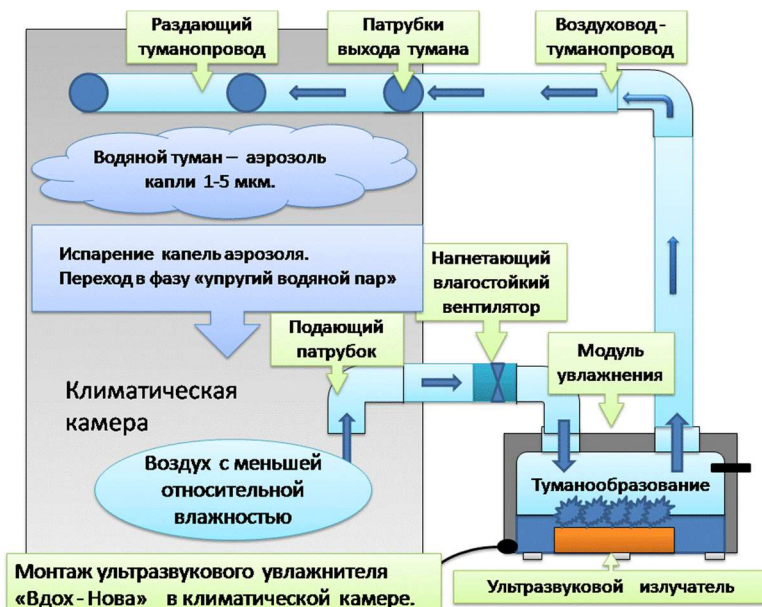 Раздающий
туманопровод
Патрубки
выхода тумана
Воздуховод-
туманопровод
Водяной туман – аэрозоль
капли 1-5 мкм.
Испарение капель аэрозоля.
Переход в фазу «упругий водяной пар»
Нагнетающий
влагостойкий
вентилятор
Подающий
патрубок
Модуль
увлажнения
Климатическая
камера
Воздух с меньшей
относительной
влажностью
Туманообразование
Монтаж ультразвукового увлажнителя
«Вдох-Нова» в климатической камере.
Ультразвуковой излучатель